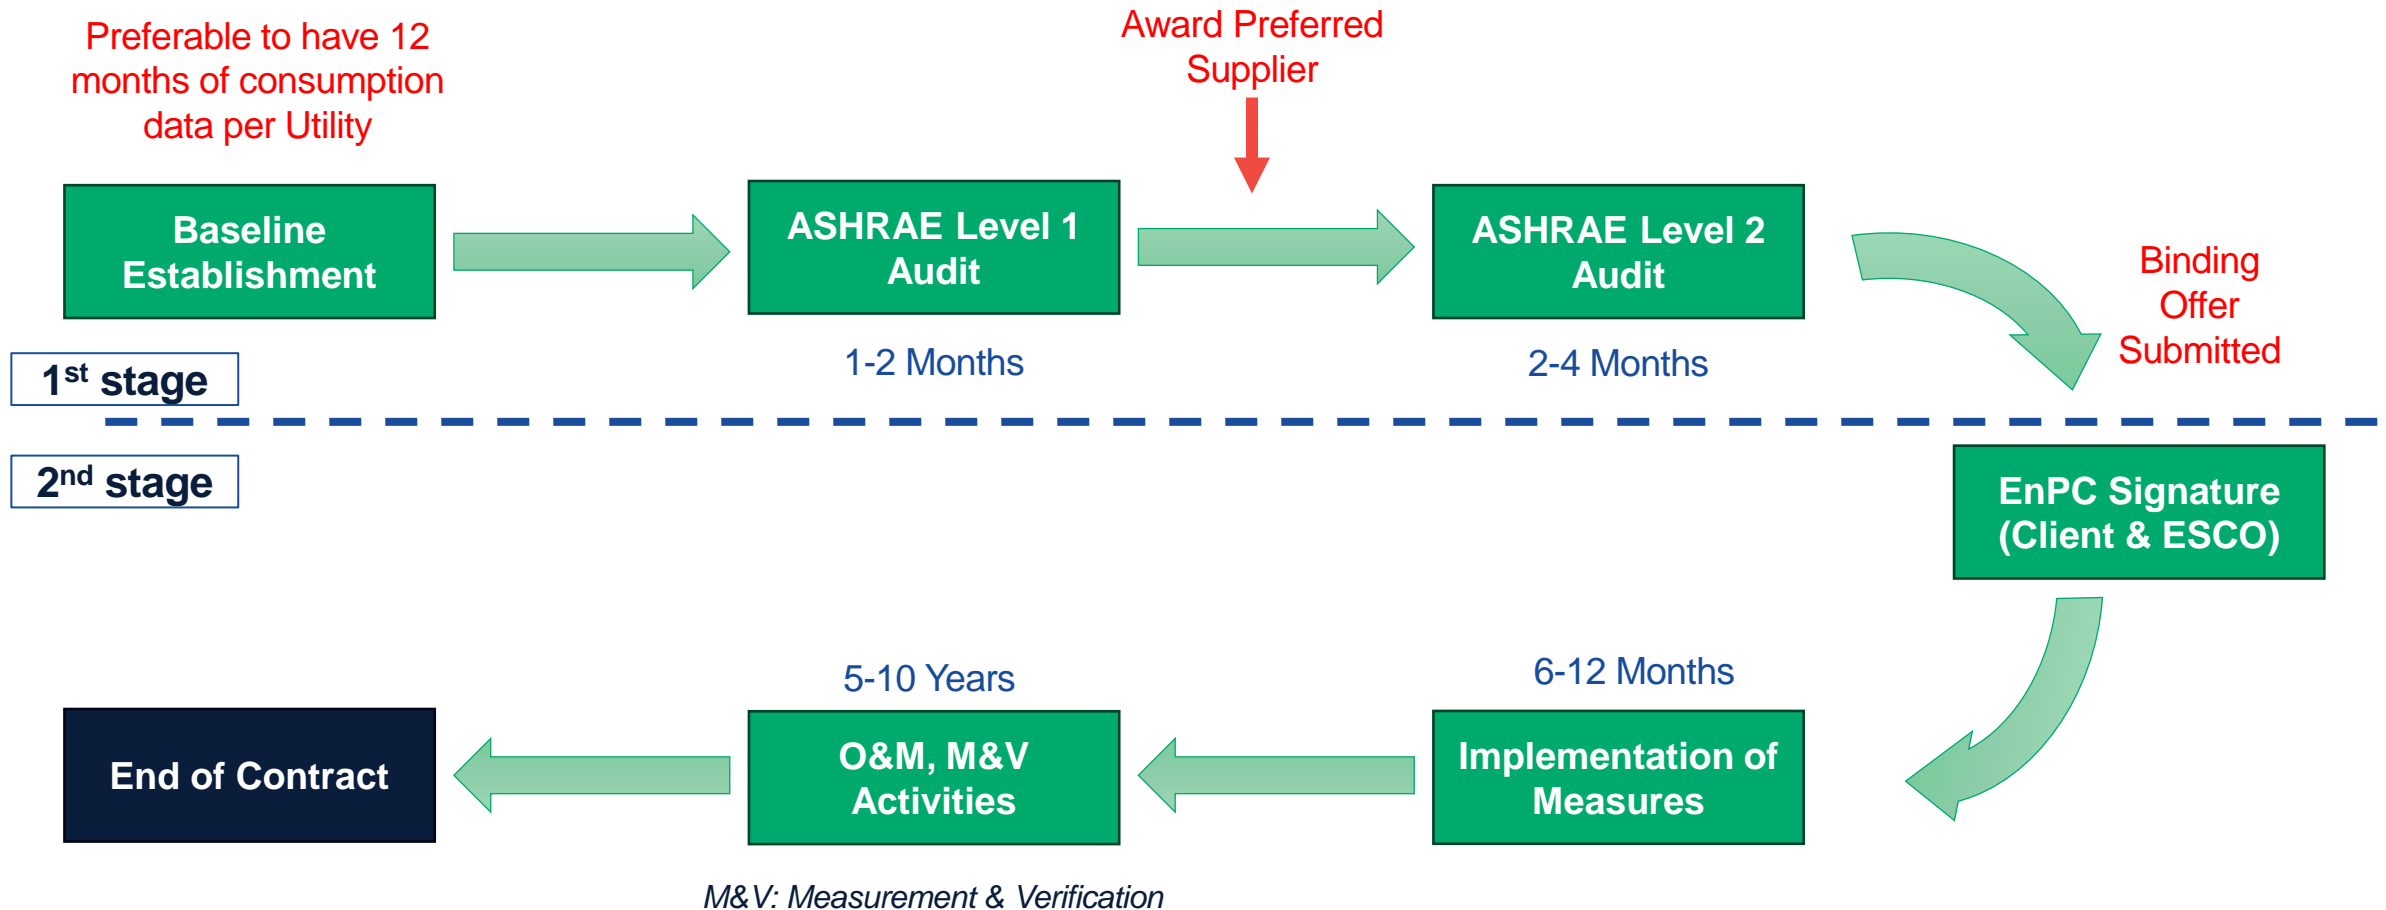 Preferable to have 12
months of consumption
data per Utility
Award Preferred
Supplier
Baseline
Establishment
ASHRAE Level 1
Audit
ASHRAE Level 2
Audit
Binding
Offer
Submitted
1-2 Months
2-4 Months
1st stage
2nd stage
EnPC Signature
(Client & ESCO)
5-10 Years
6-12 Months
End of Contract
O&M, M&V
Activities
Implementation of
Measures
M&V: Measurement & Verification